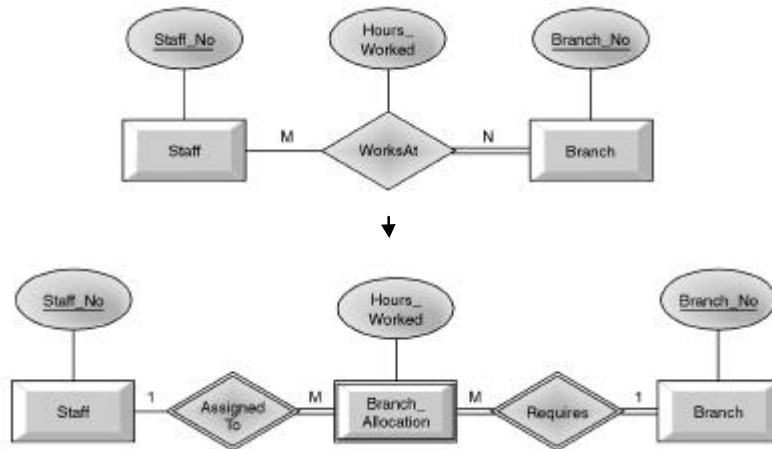 Staff_No
Hours_
Worked
Branch_No
Staff
M
WorksAt
N
Branch
Staff_No
Hours_
Worked
Branch_No
Staff
1
Assigned
To
M
Branch_
Allocation
M
Requires
1
Branch